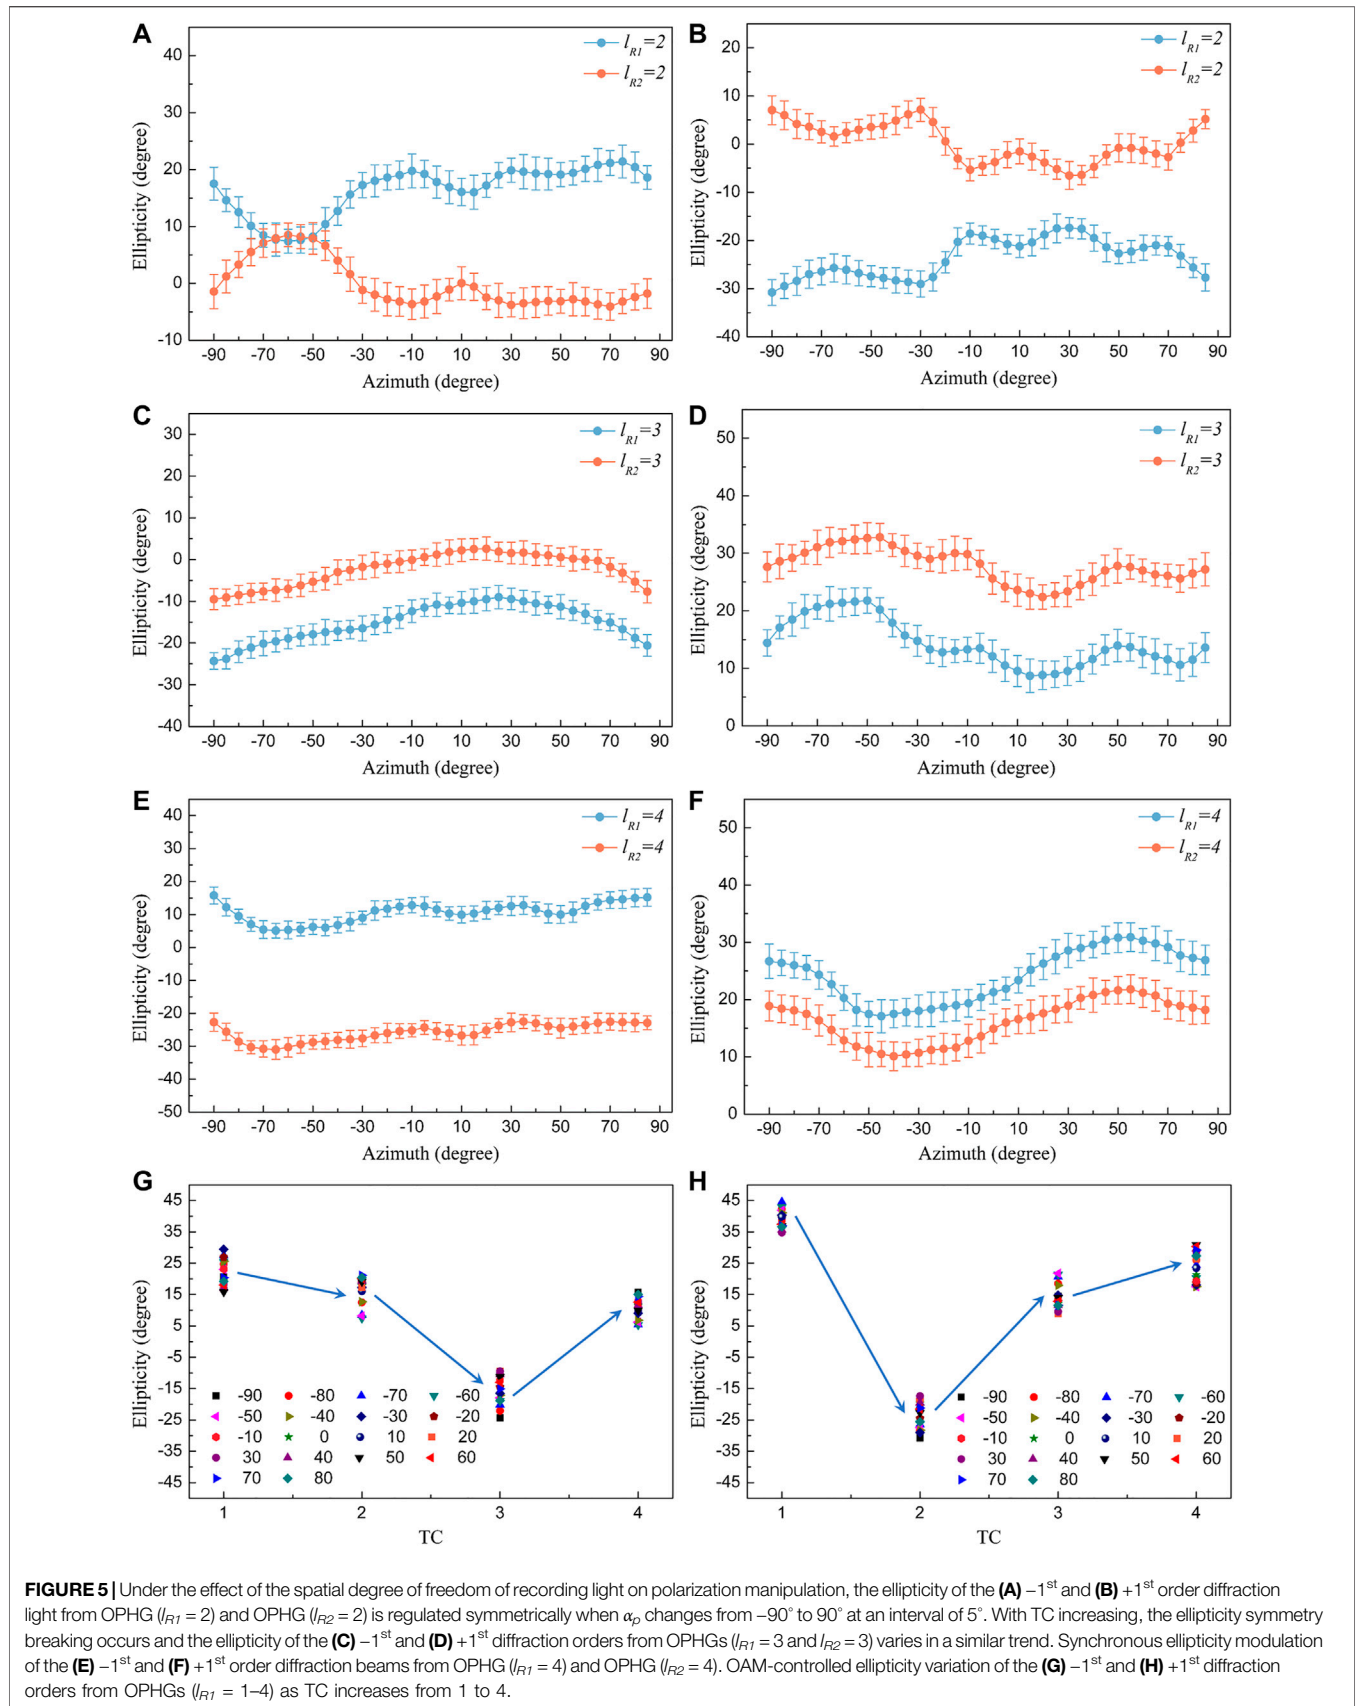 A
l_R1=2
l_R2=2
Ellipticity (degree)
40
30
20
10
0
-10
-90 -70 -50 -30 -10 10 30 50 70 90
Azimuth (degree)
B
l_R1=2
l_R2=2
Ellipticity (degree)
20
10
0
-10
-20
-30
-40
-90 -70 -50 -30 -10 10 30 50 70 90
Azimuth (degree)
C
l_R1=3
l_R2=3
Ellipticity (degree)
30
20
10
0
-10
-20
-30
-40
-90 -70 -50 -30 -10 10 30 50 70 90
Azimuth (degree)
D
l_R1=3
l_R2=3
Ellipticity (degree)
50
40
30
20
10
0
-90 -70 -50 -30 -10 10 30 50 70 90
Azimuth (degree)
E
l_R1=4
l_R2=4
Ellipticity (degree)
40
30
20
10
0
-10
-20
-30
-40
-50
-90 -70 -50 -30 -10 10 30 50 70 90
Azimuth (degree)
F
l_R1=4
l_R2=4
Ellipticity (degree)
50
40
30
20
10
0
-90 -70 -50 -30 -10 10 30 50 70 90
Azimuth (degree)
G
Ellipticity (degree)
45
35
25
15
5
-5
-15
-25
-35
-45
-90 -80 -70 -60
-50 -40 -30 -20
-10 0 10 20
30 40 50 60
70 80
1 2 3 4
TC
H
Ellipticity (degree)
45
35
25
15
5
-5
-15
-25
-35
-45
-90 -80 -70 -60
-50 -40 -30 -20
-10 0 10 20
30 40 50 60
70 80
1 2 3 4
TC
FIGURE 5 | Under the effect of the spatial degree of freedom of recording light on polarization manipulation, the ellipticity of the (A) −1st and (B) +1st order diffraction
light from OPHG (l_R1 = 2) and OPHG (l_R2 = 2) is regulated symmetrically when α_p changes from −90° to 90° at an interval of 5°. With TC increasing, the ellipticity symmetry
breaking occurs and the ellipticity of the (C) −1st and (D) +1st diffraction orders from OPHGs (l_R1 = 3 and l_R2 = 3) varies in a similar trend. Synchronous ellipticity modulation
of the (E) −1st and (F) +1st order diffraction beams from OPHG (l_R1 = 4) and OPHG (l_R2 = 4). OAM-controlled ellipticity variation of the (G) −1st and (H) +1st diffraction
orders from OPHGs (l_R1 = 1–4) as TC increases from 1 to 4.